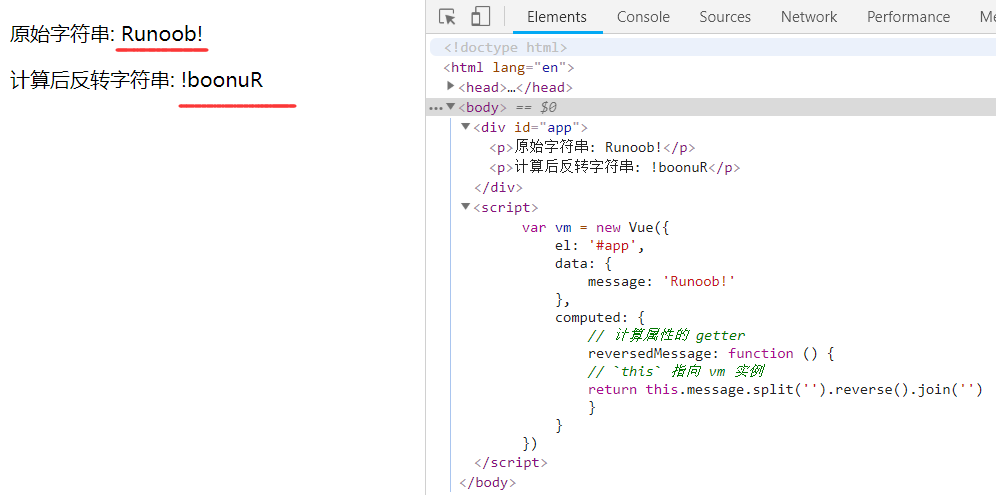 原始字符串: Runoob!
计算后反转字符串: !boonuR
Elements Console Sources Network Performance Me
<!doctype html>
<html lang="en">
<head>…</head>
<body> == $0
<div id="app">
<p>原始字符串: Runoob!</p>
<p>计算后反转字符串: !boonuR</p>
</div>
<script>
var vm = new Vue({
el: '#app',
data: {
message: 'Runoob!'
},
computed: {
// 计算属性的 getter
reversedMessage: function () {
// `this` 指向 vm 实例
return this.message.split('').reverse().join('')
}
}
})
</script>
</body>